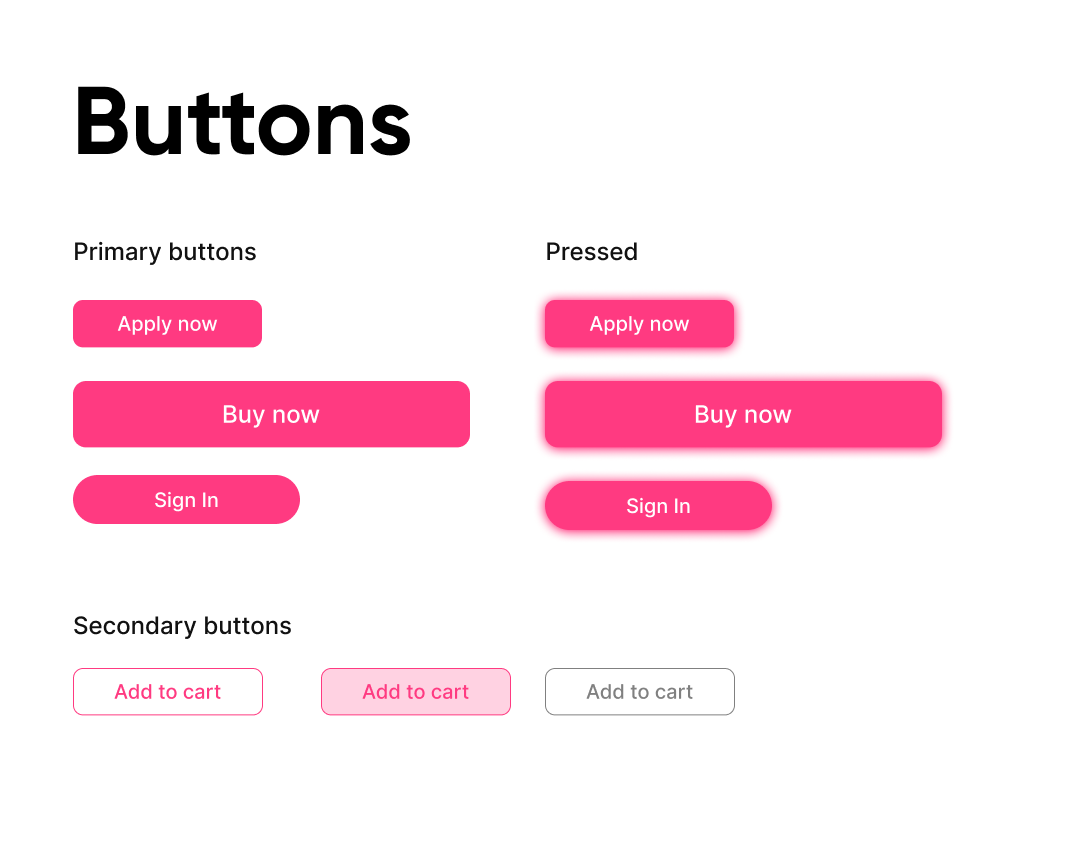 Buttons
Primary buttons
Pressed
Apply now
Apply now
Buy now
Buy now
Sign In
Sign In
Secondary buttons
Add to cart
Add to cart
Add to cart